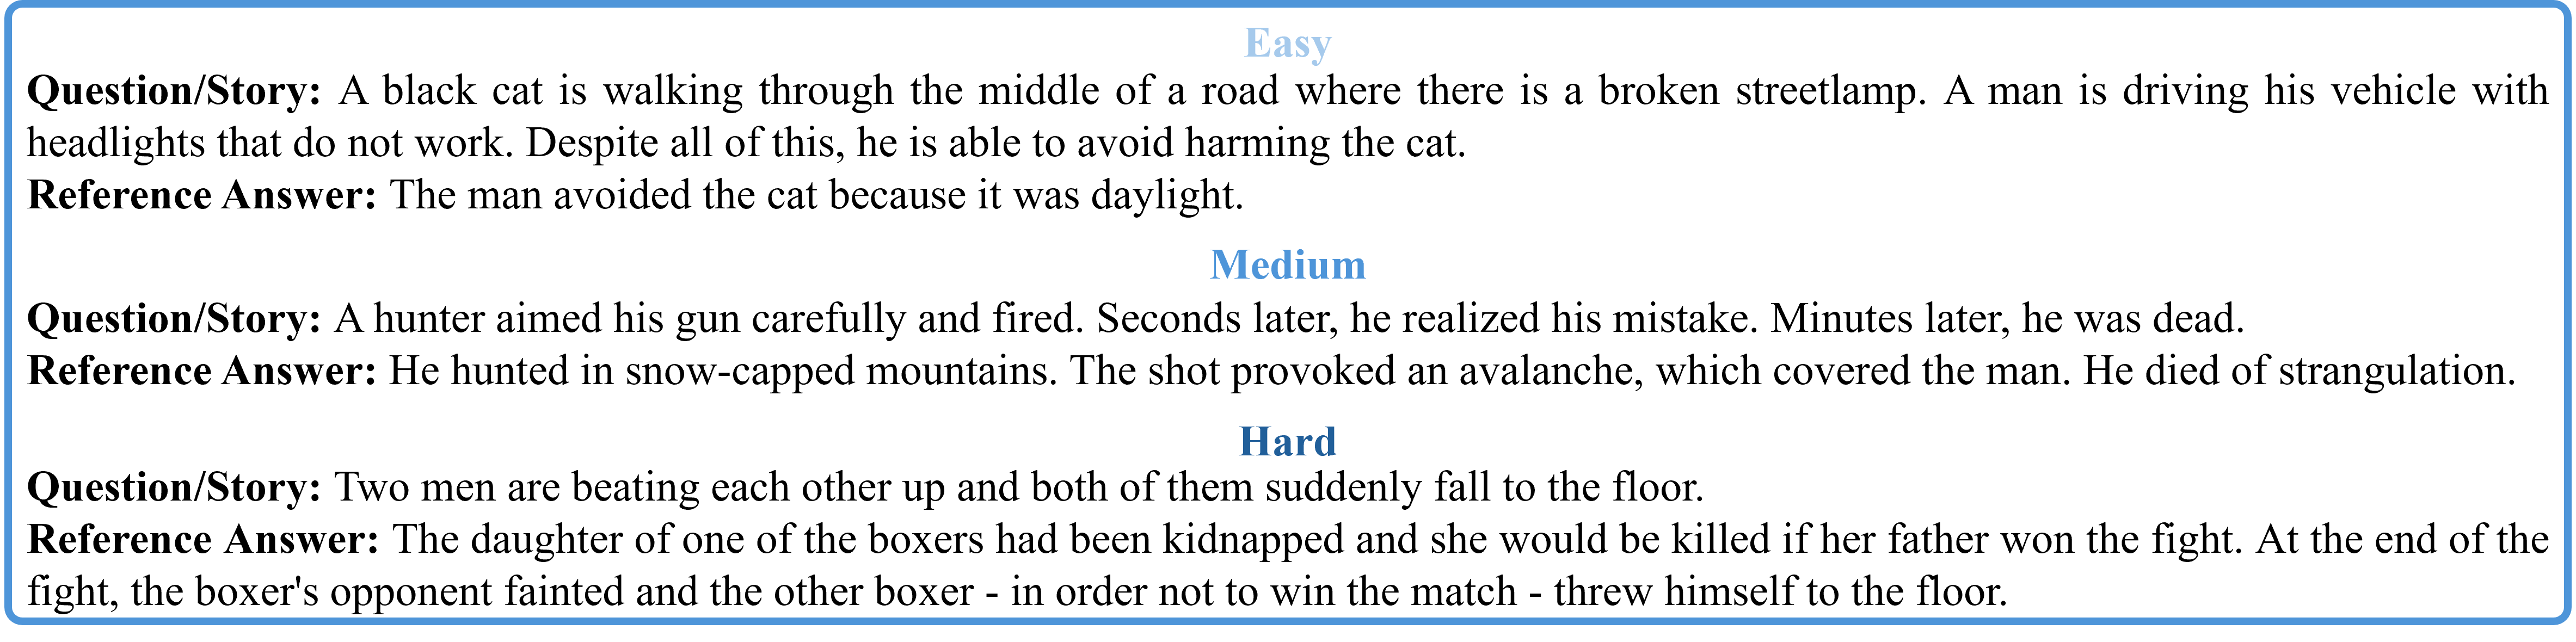 Easy
Question/Story: A black cat is walking through the middle of a road where there is a broken streetlamp. A man is driving his vehicle with
headlights that do not work. Despite all of this, he is able to avoid harming the cat.
Reference Answer: The man avoided the cat because it was daylight.
Medium
Question/Story: A hunter aimed his gun carefully and fired. Seconds later, he realized his mistake. Minutes later, he was dead.
Reference Answer: He hunted in snow-capped mountains. The shot provoked an avalanche, which covered the man. He died of strangulation.
Hard
Question/Story: Two men are beating each other up and both of them suddenly fall to the floor.
Reference Answer: The daughter of one of the boxers had been kidnapped and she would be killed if her father won the fight. At the end of the
fight, the boxer's opponent fainted and the other boxer - in order not to win the match - threw himself to the floor.